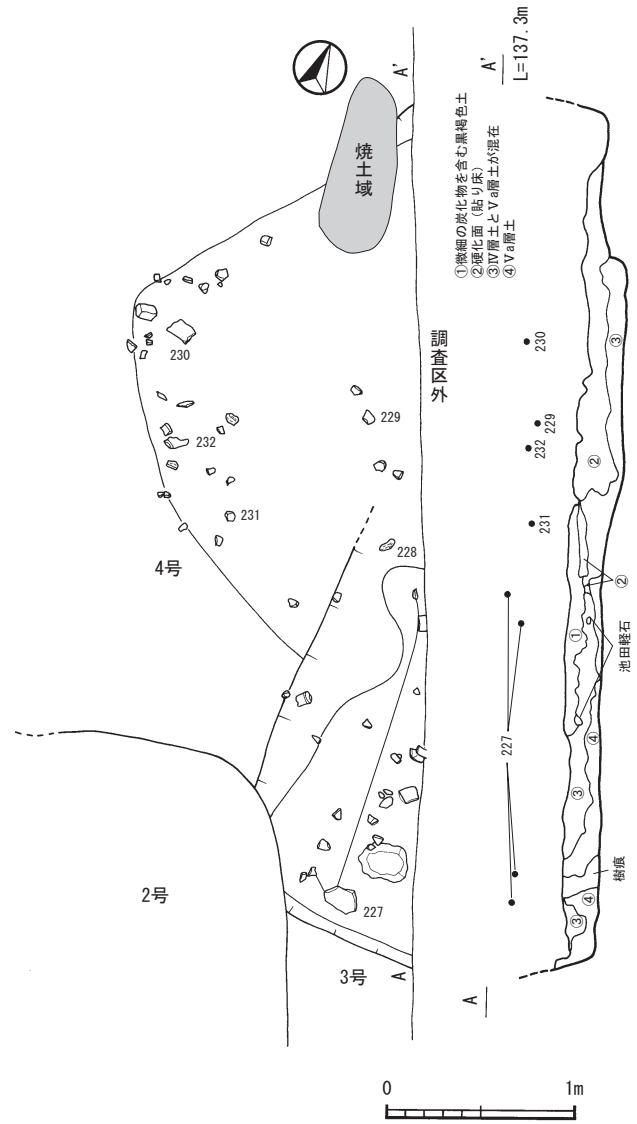 A'
A'
L=137.3m
①微細の炭化物を含む黒褐色土
②硬化面（貼り床）
③Ⅳ層土とⅤa層土が混在
④Ⅴa層土
焼土域
調査区外
230
229
232
231
228
4号
2号
3号
227
A
A
230
229
232
231
227
③
②
②
①
池田軽石
④
③
樹痕
④
③
0
1m